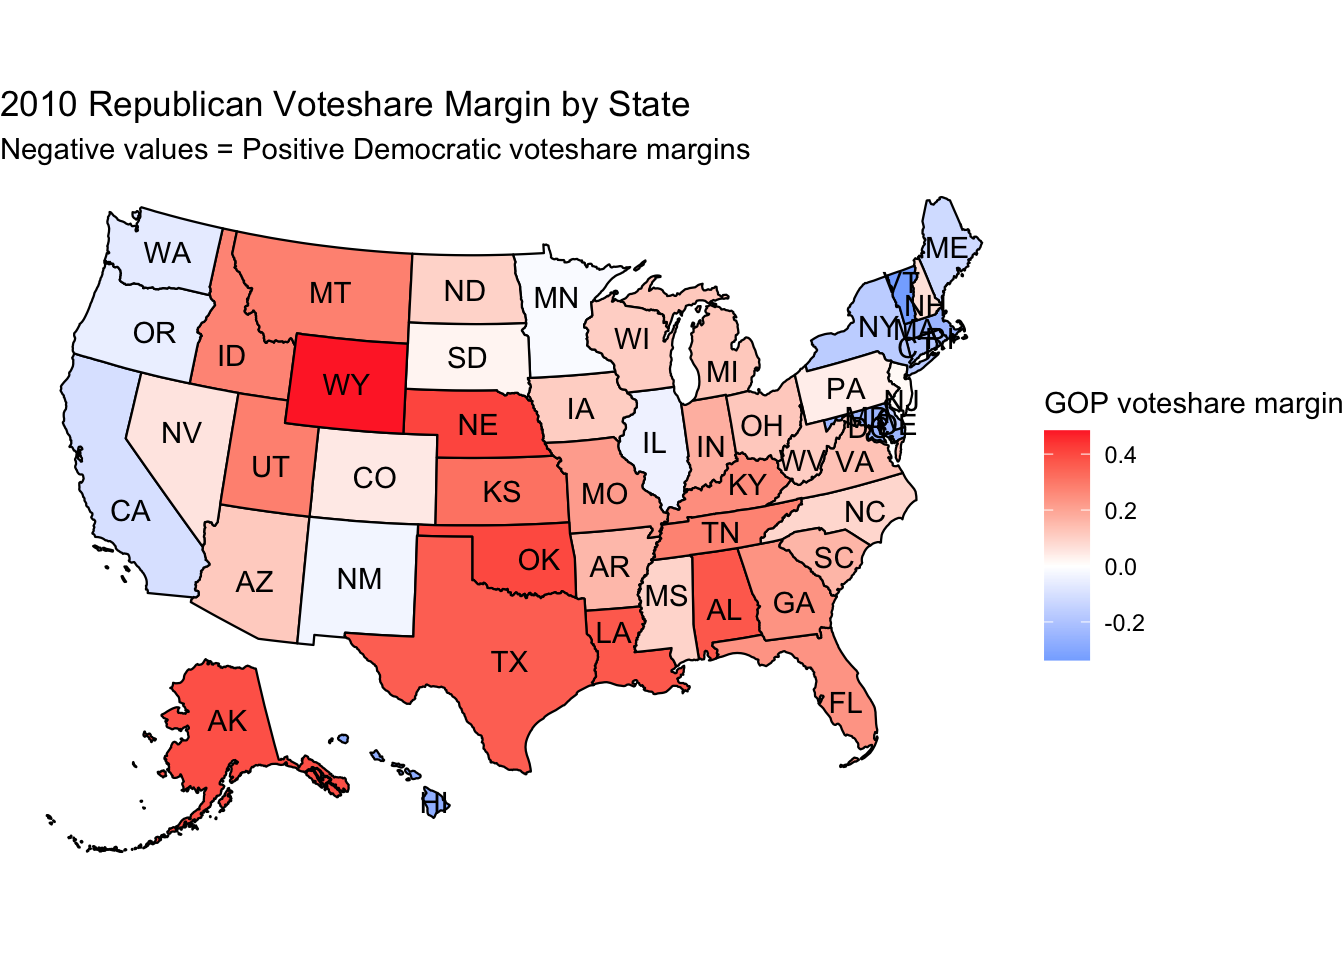 2010 Republican Voteshare Margin by State
Negative values = Positive Democratic voteshare margins
WA
MT
ND
MN
ME
VT
NH
OR
ID
WY
SD
WI
MI
NY
MA
RI
CT
NV
UT
CO
NE
IA
IL
IN
OH
PA
NJ
MD
DE
DC
CA
KS
MO
KY
WV
VA
AZ
NM
OK
AR
TN
NC
SC
TX
LA
MS
AL
GA
FL
AK
HI
GOP voteshare margin
0.4
0.2
0.0
-0.2